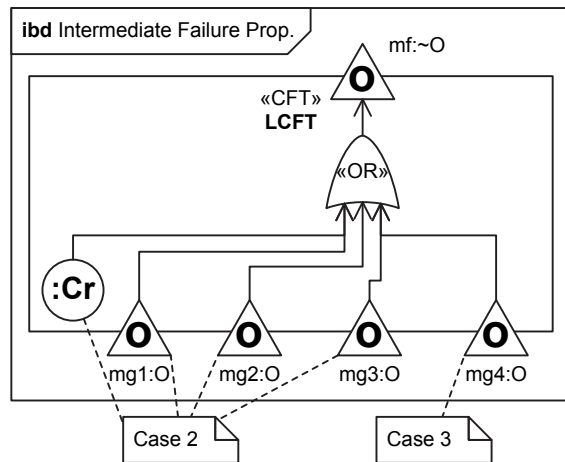 ibd Intermediate Failure Prop.
mf:~O
O
«CFT»
LCFT
«OR»
:Cr
O
O
O
O
mg1:O
mg2:O
mg3:O
mg4:O
Case 2
Case 3